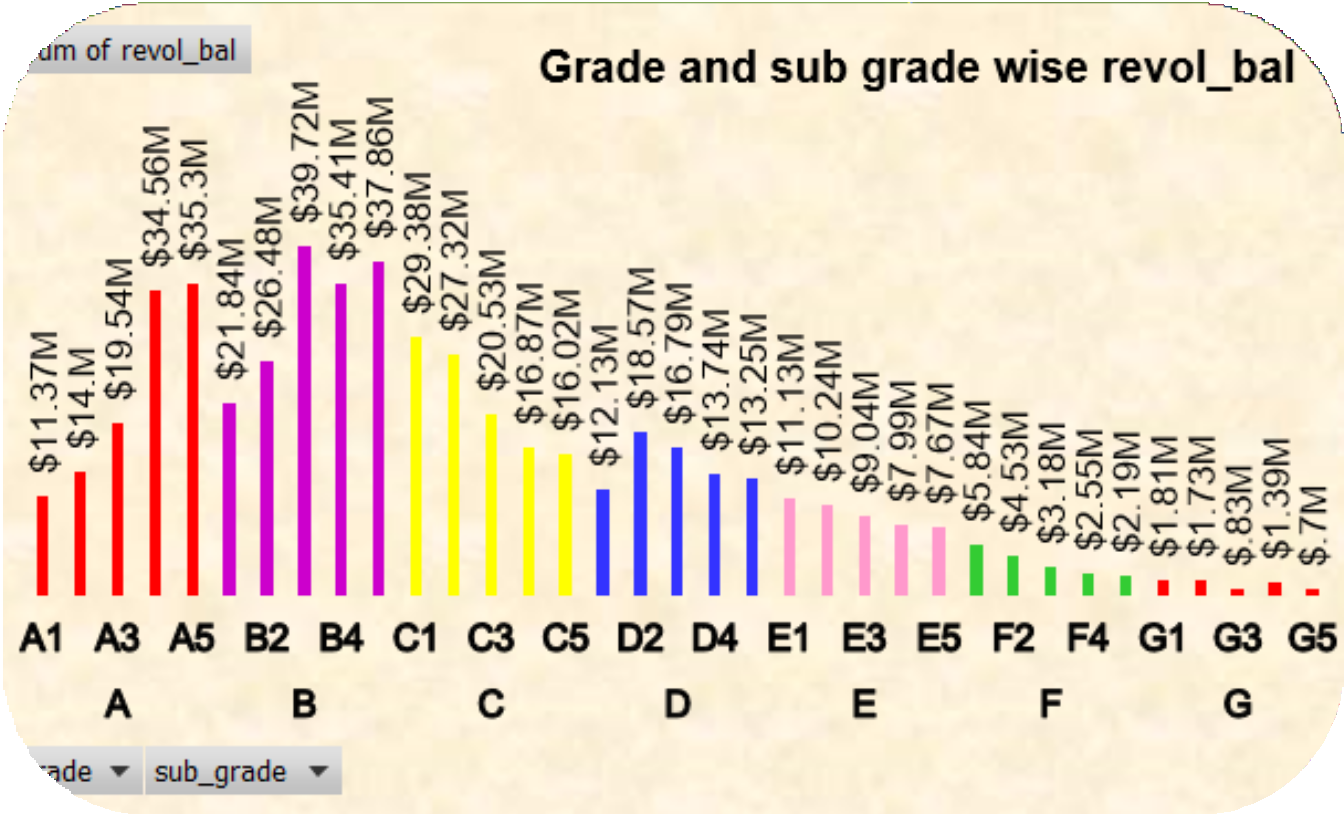 um of revol_bal
Grade and sub grade wise revol_bal
$11.37M
$14.M
$19.54M
$34.56M
$35.3M
$21.84M
$26.48M
$39.72M
$35.41M
$37.86M
$29.38M
$27.32M
$20.53M
$16.87M
$16.02M
$12.13M
$18.57M
$16.79M
$13.74M
$13.25M
$11.13M
$10.24M
$9.04M
$7.99M
$7.67M
$5.84M
$4.53M
$3.18M
$2.55M
$2.19M
$1.81M
$1.73M
$.83M
$1.39M
$.7M
A1 A3 A5 B2 B4 C1 C3 C5 D2 D4 E1 E3 E5 F2 F4 G1 G3 G5
A B C D E F G
rade sub_grade